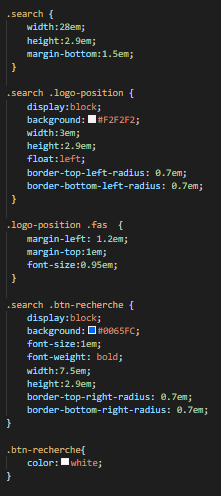 .search {
width:28em;
height:2.9em;
margin-bottom:1.5em;
}
.search .logo-position {
display:block;
background: #F2F2F2;
width:3em;
height:2.9em;
float:left;
border-top-left-radius: 0.7em;
border-bottom-left-radius: 0.7em;
}
.logo-position .fas {
margin-left: 1.2em;
margin-top:1em;
font-size:0.95em;
}
.search .btn-recherche {
display:block;
background: #0065FC;
font-size:1em;
font-weight: bold;
width:7.5em;
height:2.9em;
border-top-right-radius: 0.7em;
border-bottom-right-radius: 0.7em;
}
.btn-recherche{
color: white;
}